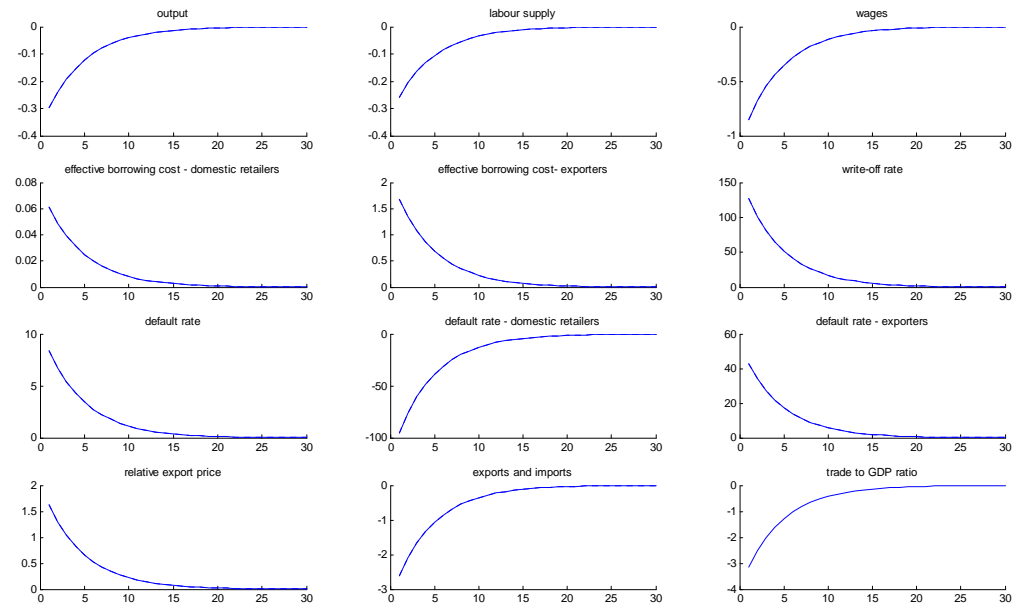 output
0
-0.1
-0.2
-0.3
-0.4
0 5 10 15 20 25 30
labour supply
0
-0.1
-0.2
-0.3
-0.4
0 5 10 15 20 25 30
wages
0
-0.5
-1
0 5 10 15 20 25 30
effective borrowing cost - domestic retailers
0.08
0.06
0.04
0.02
0
0 5 10 15 20 25 30
effective borrowing cost- exporters
2
1.5
1
0.5
0
0 5 10 15 20 25 30
write-off rate
150
100
50
0
0 5 10 15 20 25 30
default rate
10
5
0
0 5 10 15 20 25 30
default rate - domestic retailers
0
-50
-100
0 5 10 15 20 25 30
default rate - exporters
60
40
20
0
0 5 10 15 20 25 30
relative export price
2
1.5
1
0.5
0
0 5 10 15 20 25 30
exports and imports
0
-1
-2
-3
0 5 10 15 20 25 30
trade to GDP ratio
0
-1
-2
-3
-4
0 5 10 15 20 25 30